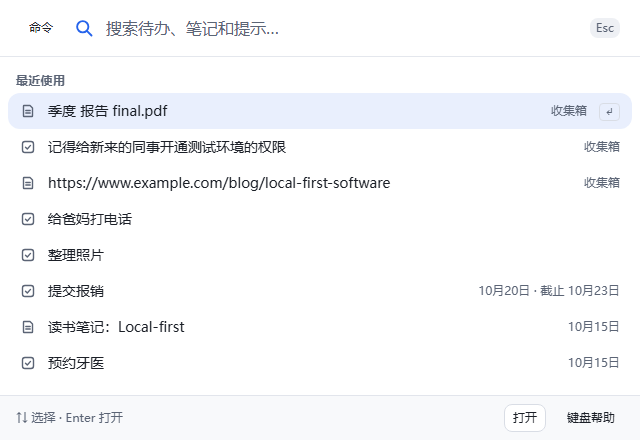 命令 搜索待办、笔记和提示... Esc
最近使用
季度 报告 final.pdf 收集箱 ↵
记得给新来的同事开通测试环境的权限 收集箱
https://www.example.com/blog/local-first-software 收集箱
给爸妈打电话
整理照片
提交报销 10月20日 · 截止 10月23日
读书笔记：Local-first 10月15日
预约牙医 10月15日
↑↓ 选择 · Enter 打开 打开 键盘帮助